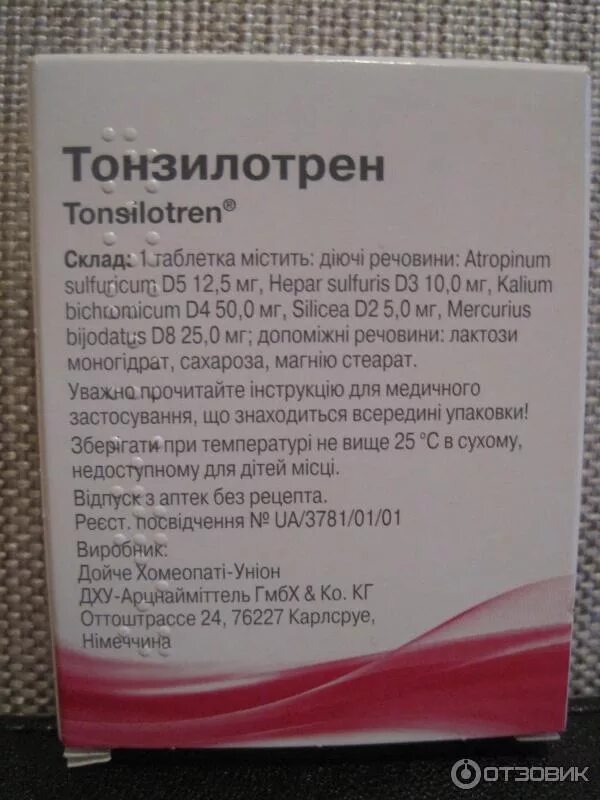 Тонзилотрен
Tonsilotren®
Склад: 1 таблетка містить: діючі речовини: Atropinum
sulfuricum D5 12,5 мг, Hepar sulfuris D3 10,0 мг, Kalium
bichromicum D4 50,0 мг, Silicea D2 5,0 мг, Mercurius
bijodatus D8 25,0 мг; допоміжні речовини: лактози
моногідрат, сахароза, магнію стеарат.
Уважно прочитайте інструкцію для медичного
застосування, що знаходиться всередині упаковки!
Зберігати при температурі не вище 25 °C в сухому,
недоступному для дітей місці.
Відпуск з аптек без рецепта.
Реєст. посвідчення № UA/3781/01/01
Виробник:
Дойче Хомеопаті-Уніон
ДХУ-Арцнайміттель ГмбХ & Ко. КГ
Оттоштрассе 24, 76227 Карлсруе,
Німеччина
ОТЗОВИК